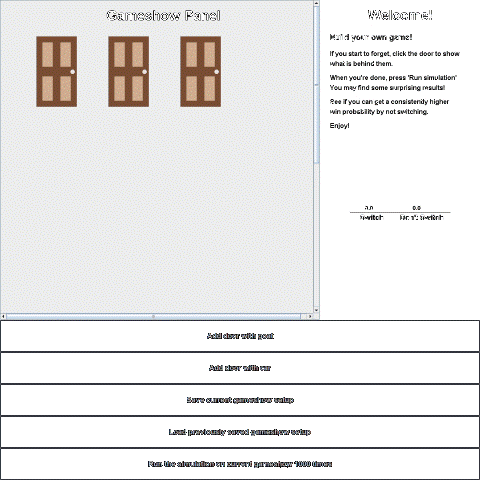 Gameshow Panel
Welcome!
Build your own game!
If you start to forget, click the door to show
what is behind them.
When you're done, press 'Run simulation'
You may find some surprising results!
See if you can get a consistently higher
win probability by not switching.
Enjoy!
0.0 0.0
Switch Don't Switch
Add door with goat
Add door with car
Save current gameshow setup
Load previously saved gameshow setup
Run the simulation on current gameshow 1000 times